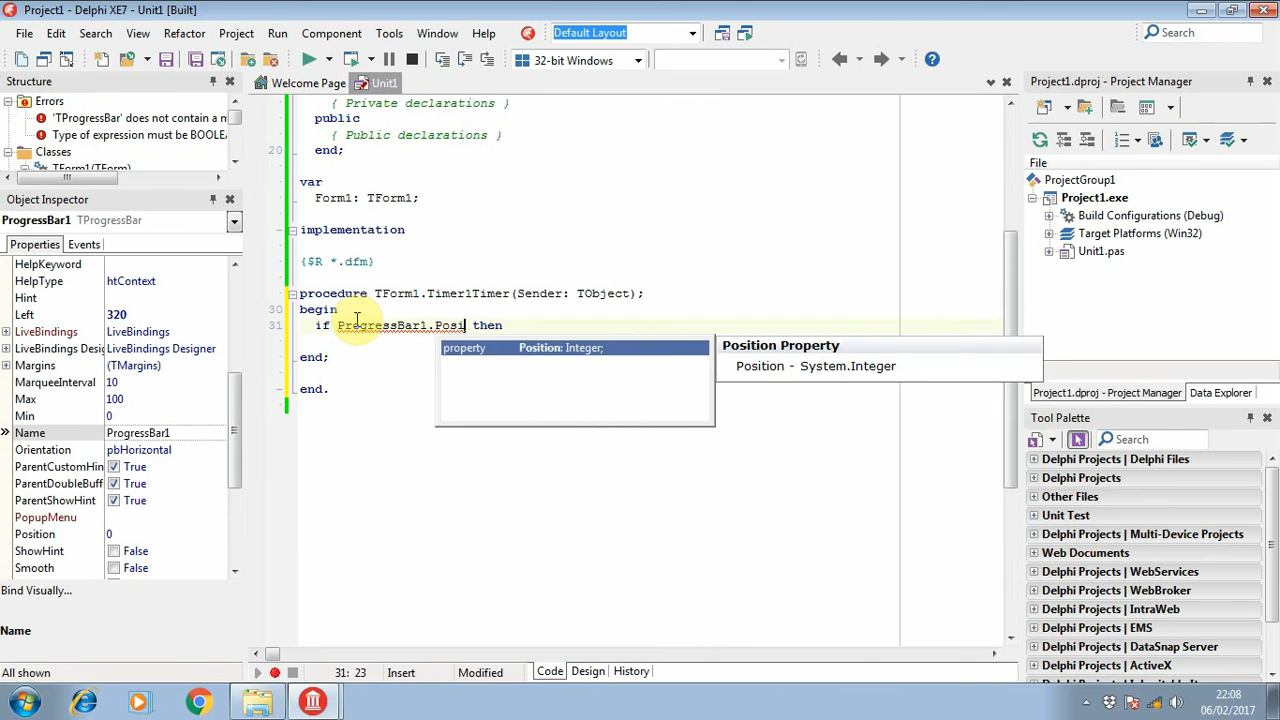 Project1 - Delphi XE7 - Unit1 [Built]
File Edit Search View Refactor Project Run Component Tools Window Help Default Layout Search
32-bit Windows
Structure
Errors
'TProgressBar' does not contain a m
Type of expression must be BOOLEA
Classes
TForm1(TForm)
Object Inspector
ProgressBar1 TProgressBar
Properties Events
HelpKeyword
HelpType htContext
Hint
Left 320
LiveBindings LiveBindings
LiveBindings Designer LiveBindings Designer
Margins (TMargins)
MarqueeInterval 10
Max 100
Min 0
Name ProgressBar1
Orientation pbHorizontal
ParentCustomHin True
ParentDoubleBuff True
ParentShowHint True
PopupMenu
Position 0
ShowHint False
Smooth False
Bind Visually...
Name
All shown
Welcome Page Unit1
{ Private declarations }
public
{ Public declarations }
20 end;
var
Form1: TForm1;
implementation
{$R *.dfm}
procedure TForm1.Timer1Timer(Sender: TObject);
30 begin
31 if ProgressBar1.Posi then
property Position: Integer;
Position Property
Position - System.Integer
end;
end.
31: 23 Insert Modified Code Design History
Project1.dproj - Project Manager
File
ProjectGroup1
Project1.exe
Build Configurations (Debug)
Target Platforms (Win32)
Unit1.pas
Project1.dproj - Project Manager Data Explorer
Tool Palette
Search
Delphi Projects | Delphi Files
Delphi Projects
Other Files
Unit Test
Delphi Projects | Multi-Device Projects
Web Documents
Delphi Projects | WebServices
Delphi Projects | WebBroker
Delphi Projects | IntraWeb
Delphi Projects | EMS
Delphi Projects | DataSnap Server
Delphi Projects | ActiveX
22:08
06/02/2017